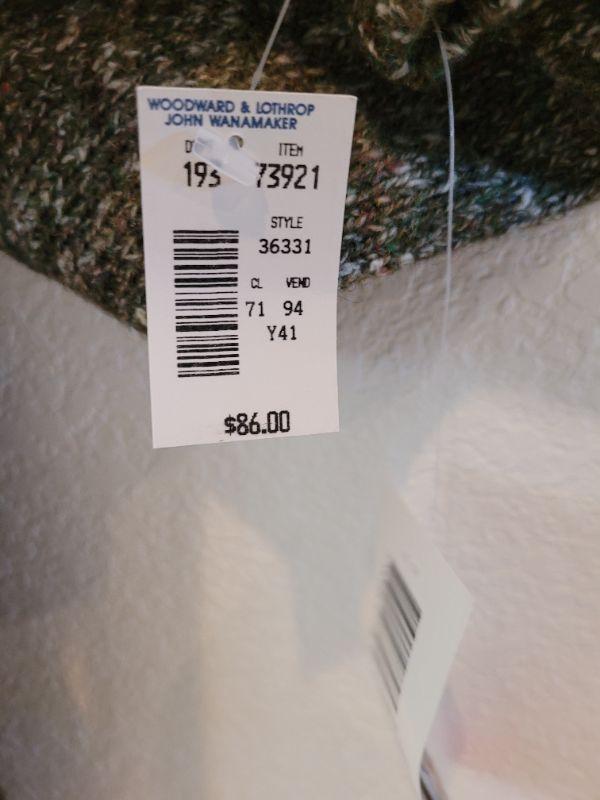 WOODWARD & LOTHROP
JOHN WANAMAKER
ITEM
73921
STYLE
36331
CL VEND
71 94
Y41
$86.00